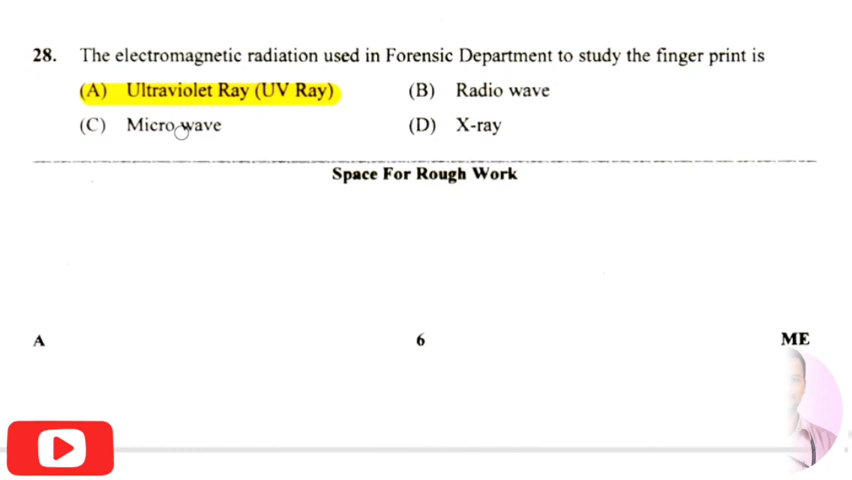 28. The electromagnetic radiation used in Forensic Department to study the finger print is
(A) Ultraviolet Ray (UV Ray) (B) Radio wave
(C) Micro wave (D) X-ray
Space For Rough Work
A 6 ME